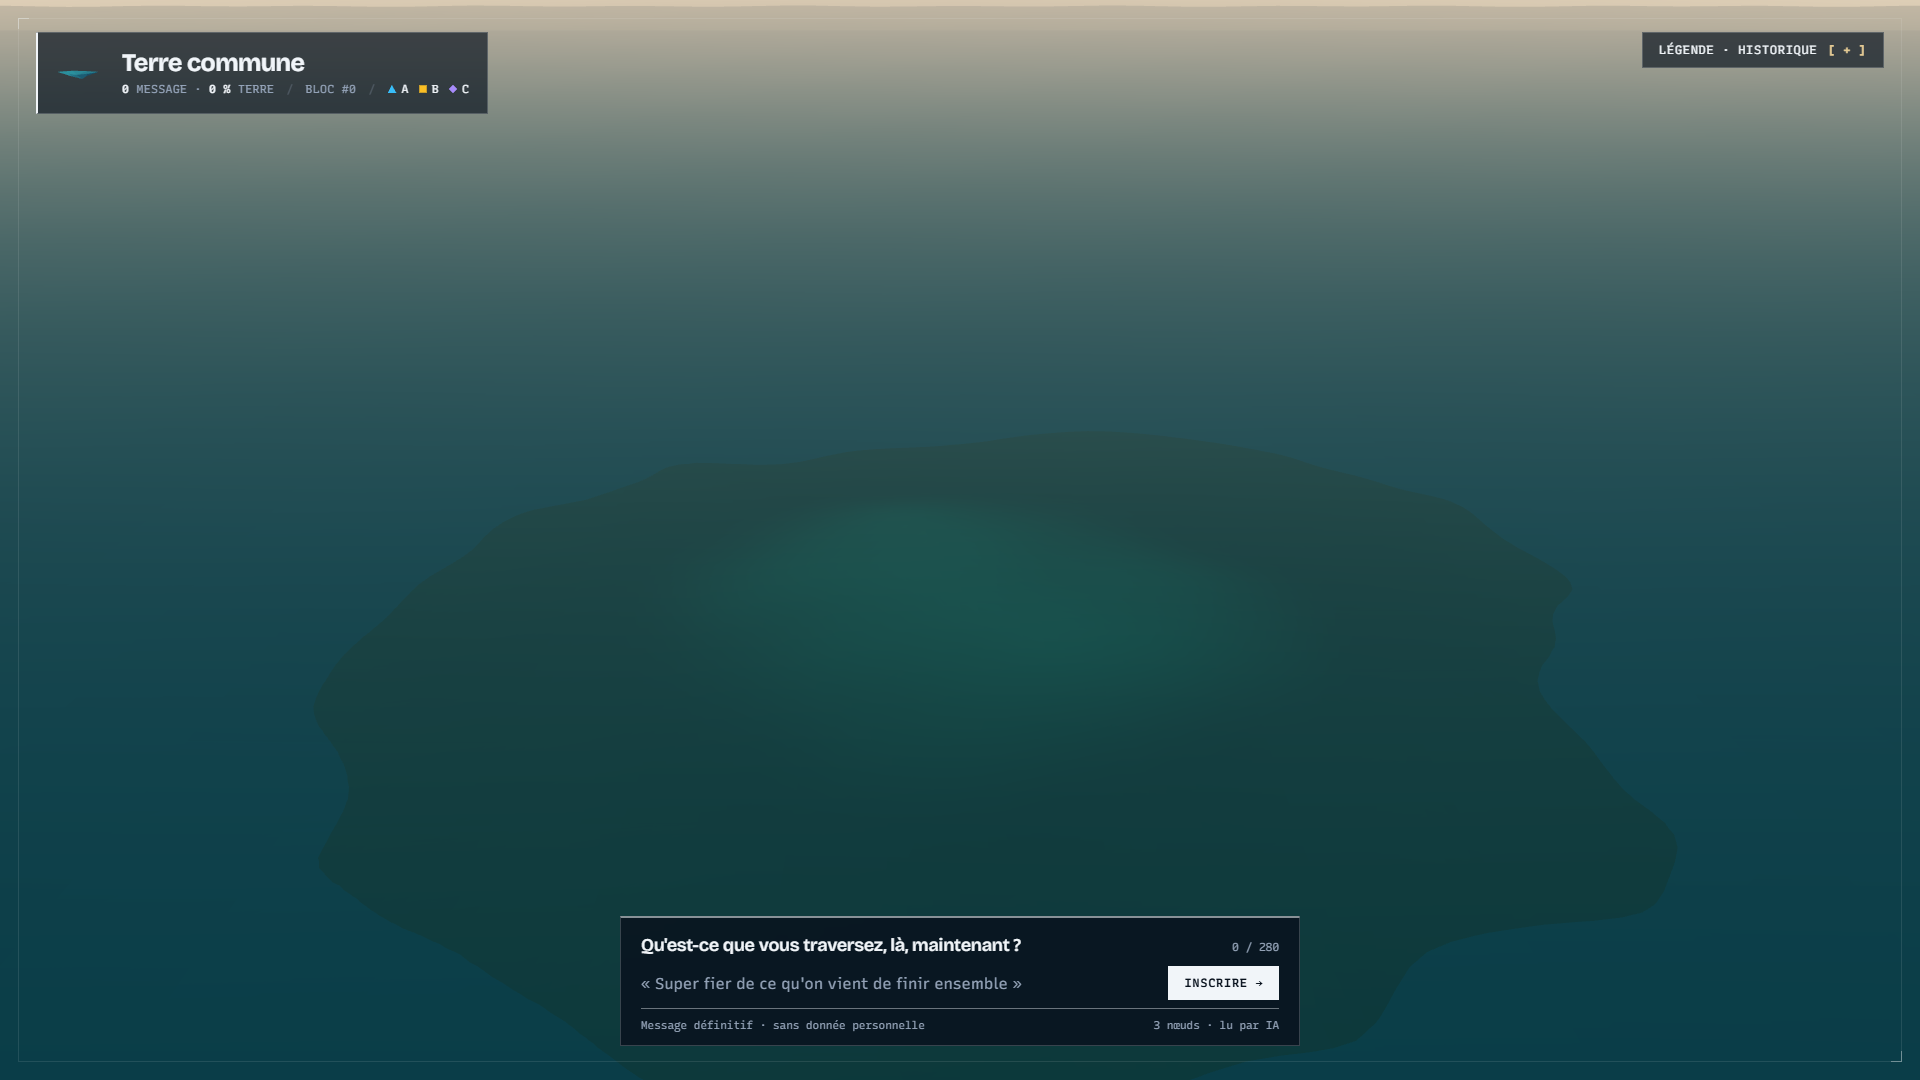 Terre commune
0 MESSAGE · 0 % TERRE / BLOC #0 / A B C
LÉGENDE · HISTORIQUE [ + ]
Qu'est-ce que vous traversez, là, maintenant ?
0 / 280
« Super fier de ce qu'on vient de finir ensemble »
INSCRIRE →
Message définitif · sans donnée personnelle
3 nœuds · lu par IA